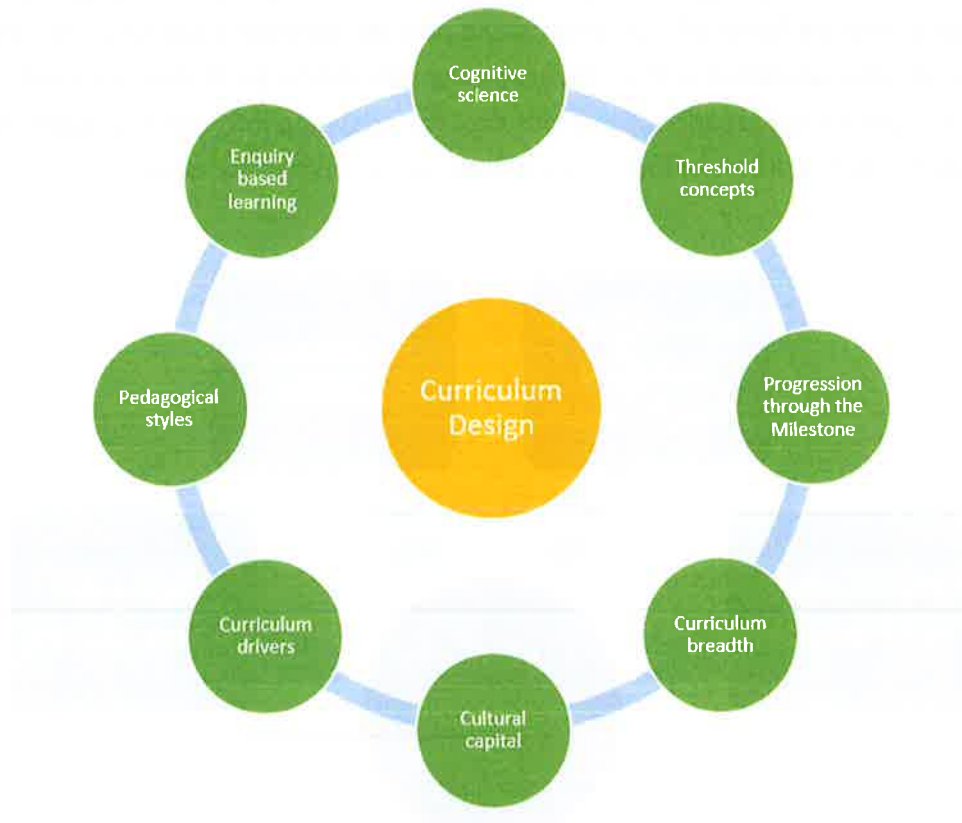 Cognitive
science
Threshold
concepts
Progression
through the
Milestone
Curriculum
breadth
Cultural
capital
Curriculum
drivers
Pedagogical
styles
Enquiry
based
learning
Curriculum
Design